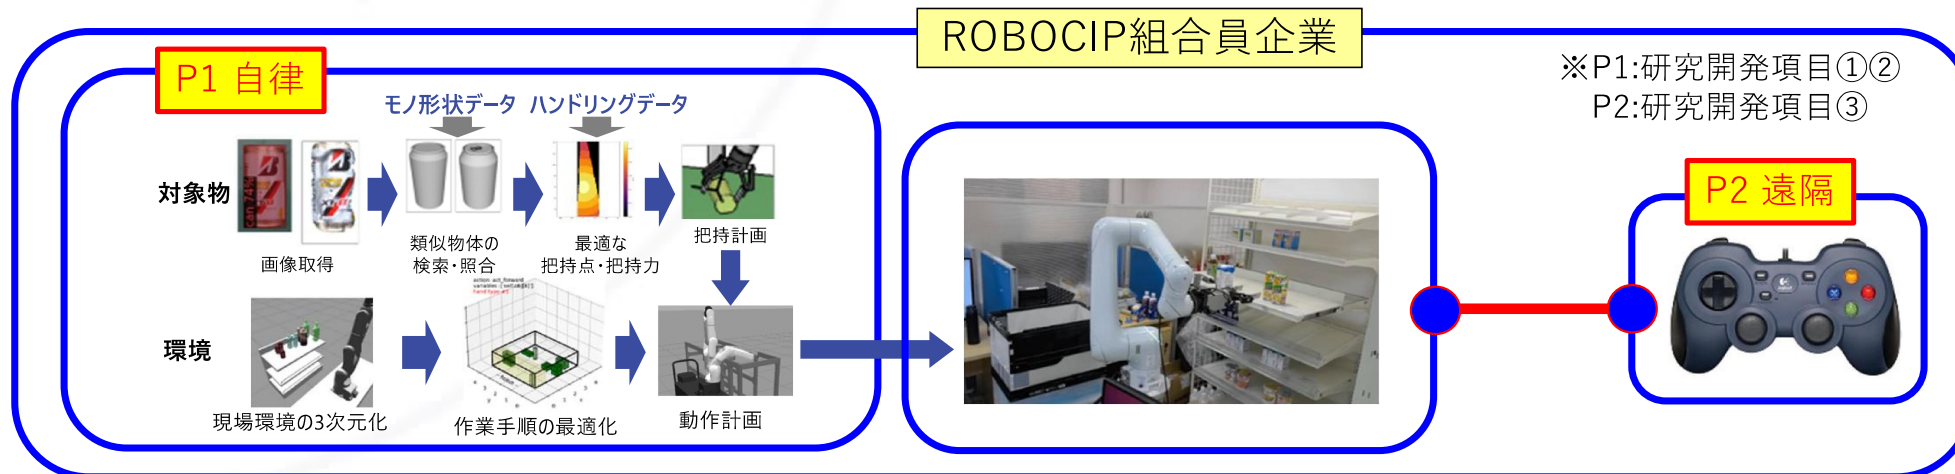 ROBOCIP組合員企業
※P1:研究開発項目①②
P2:研究開発項目③
P1 自律
モノ形状データ ハンドリングデータ
対象物
画像取得
類似物体の
検索・照合
最適な
把持点・把持力
把持計画
環境
現場環境の3次元化
作業手順の最適化
動作計画
P2 遠隔